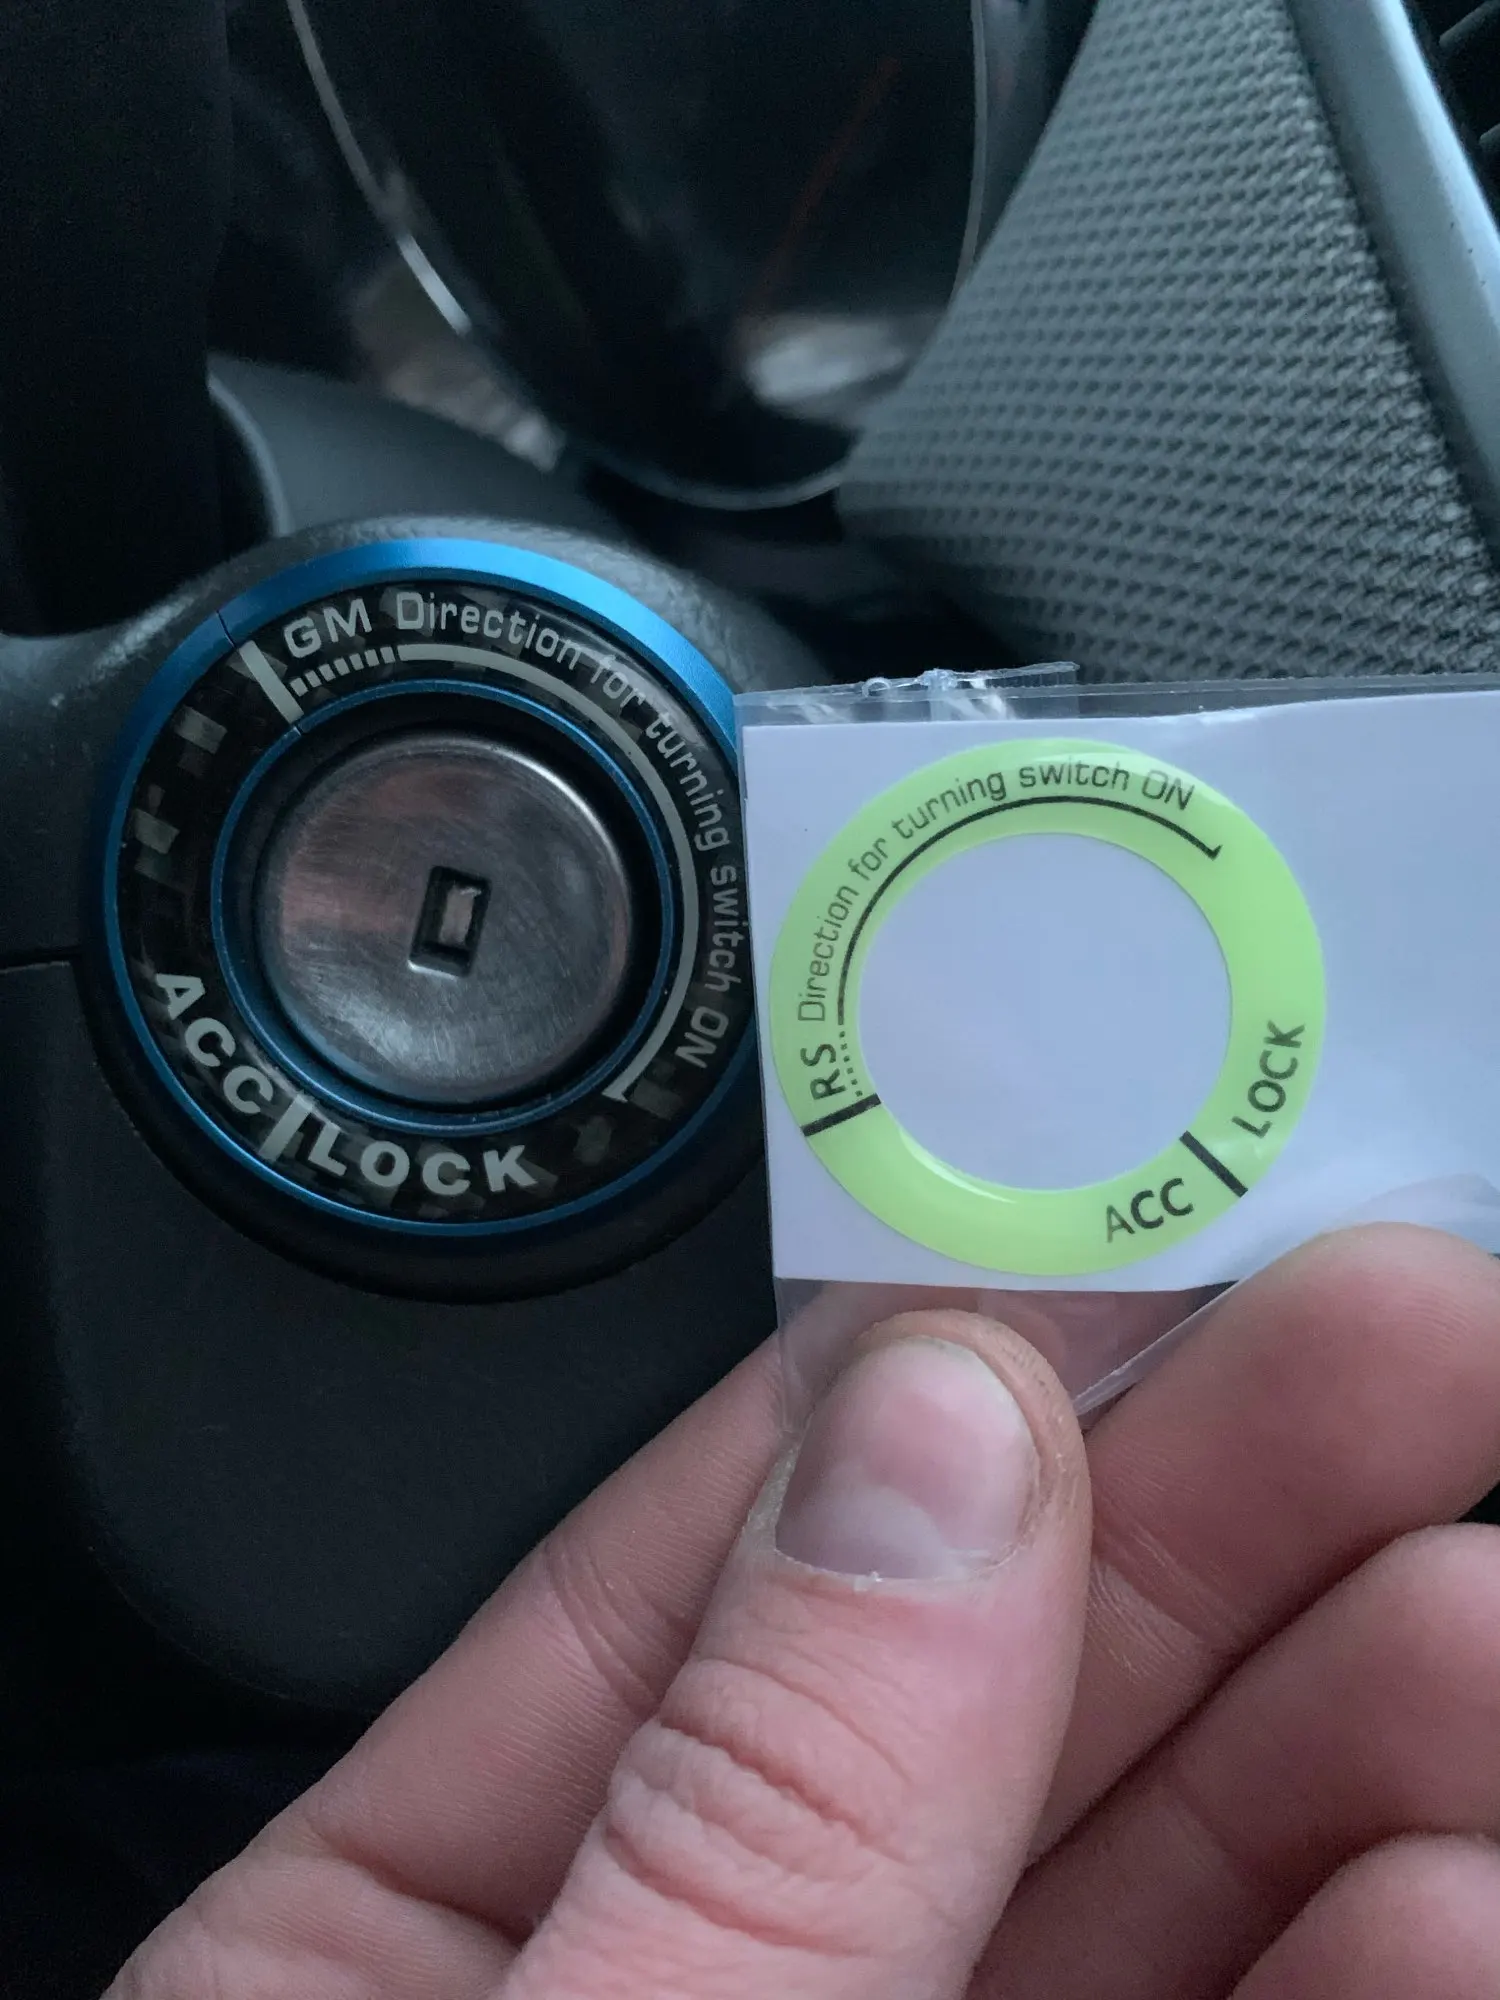 GM Direction for turning switch ON
ACC LOCK
RS Direction for turning switch ON
ACC LOCK